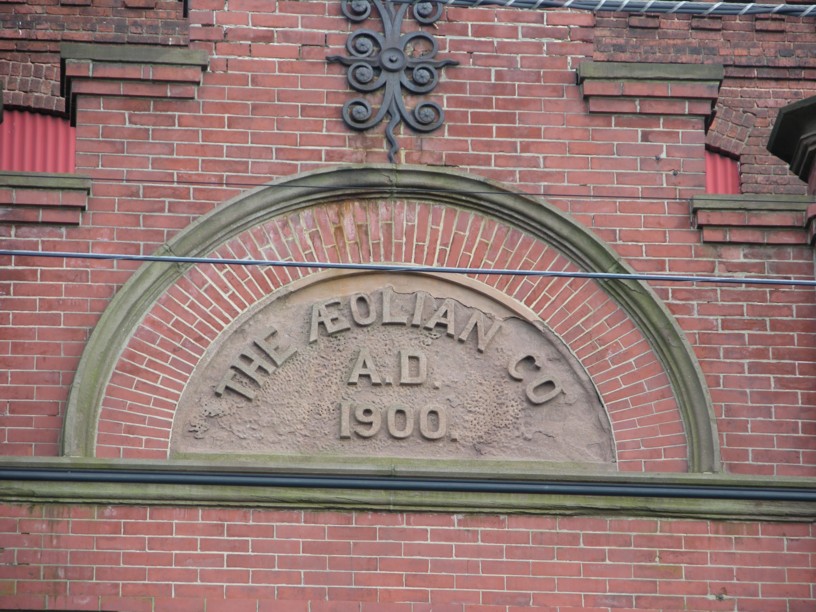 THE ÆOLIAN CO
A.D.
1900.